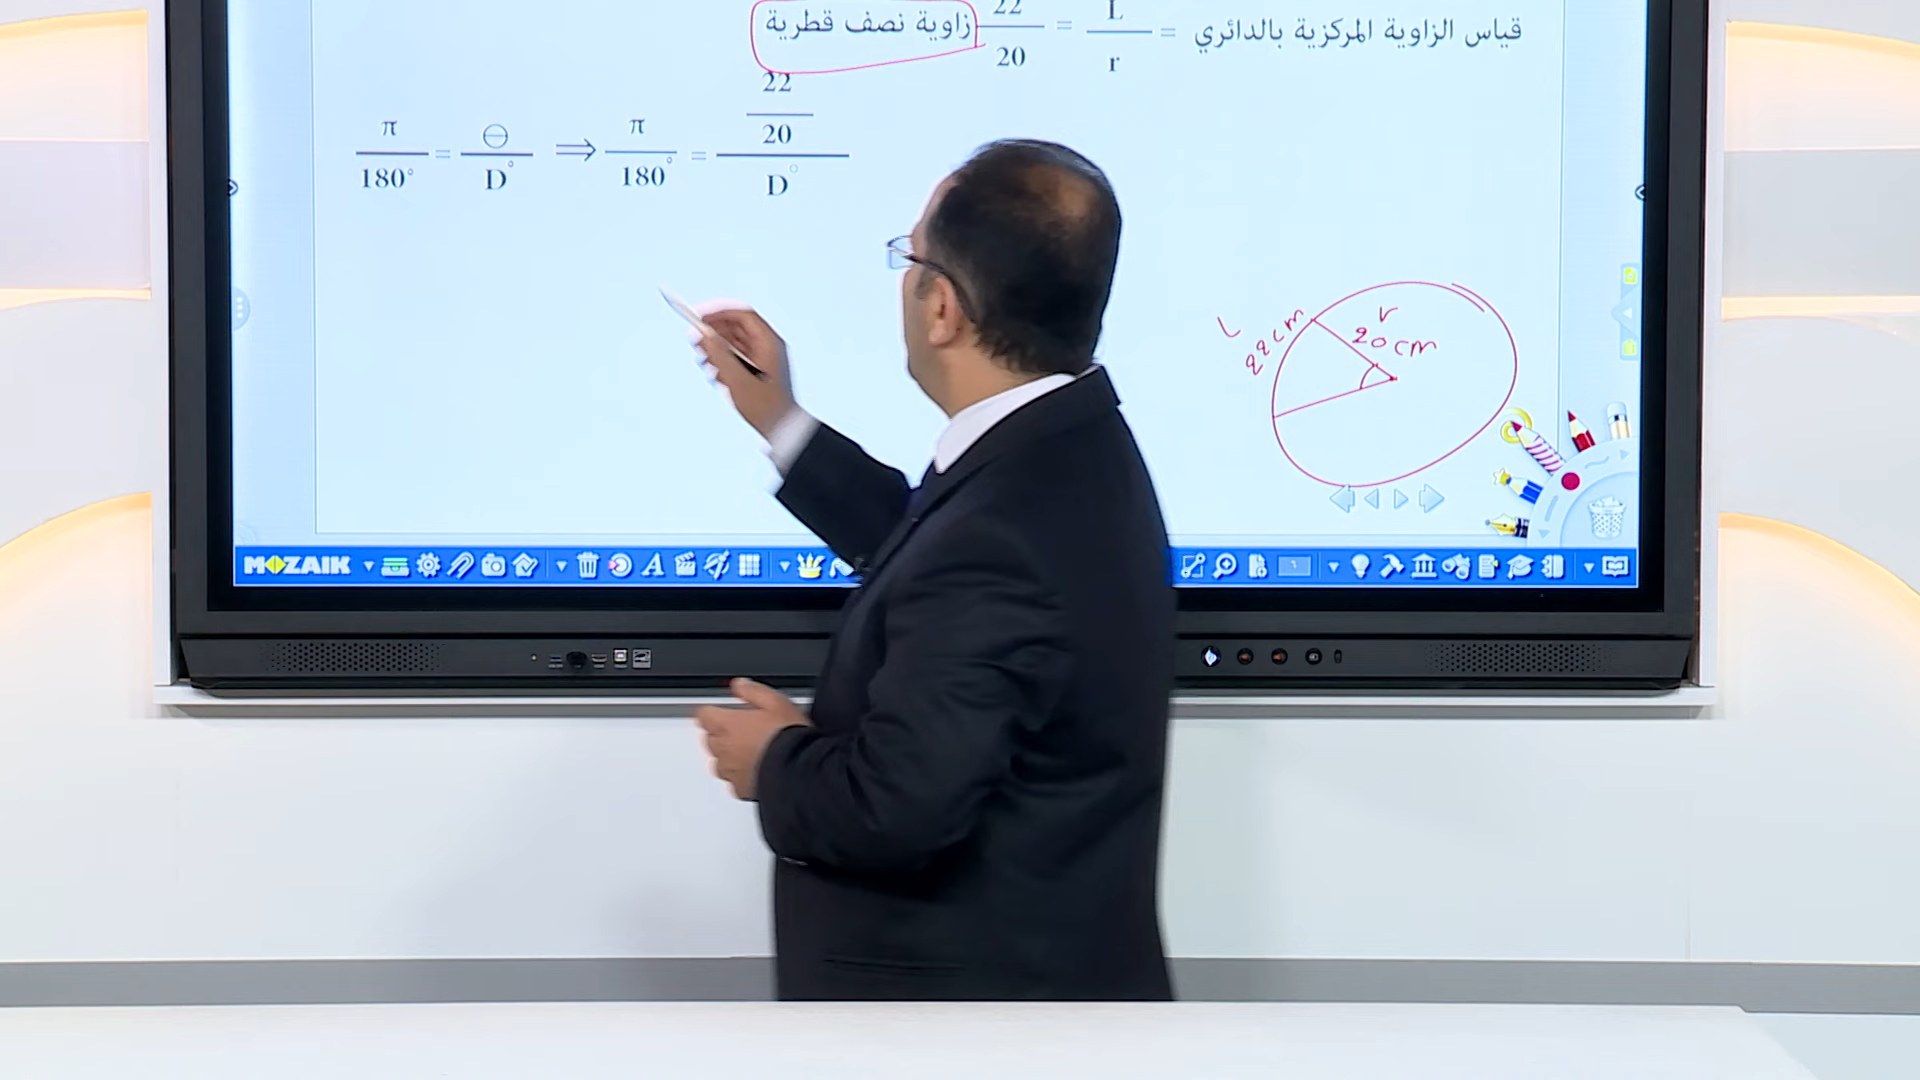 قياس الزاوية المركزية بالدائري = L/r = 22/20 زاوية نصف قطرية
π/180° = Θ/D° ⇒ π/180° = (22/20)/D°
L 22cm r 20cm
MOZAIK